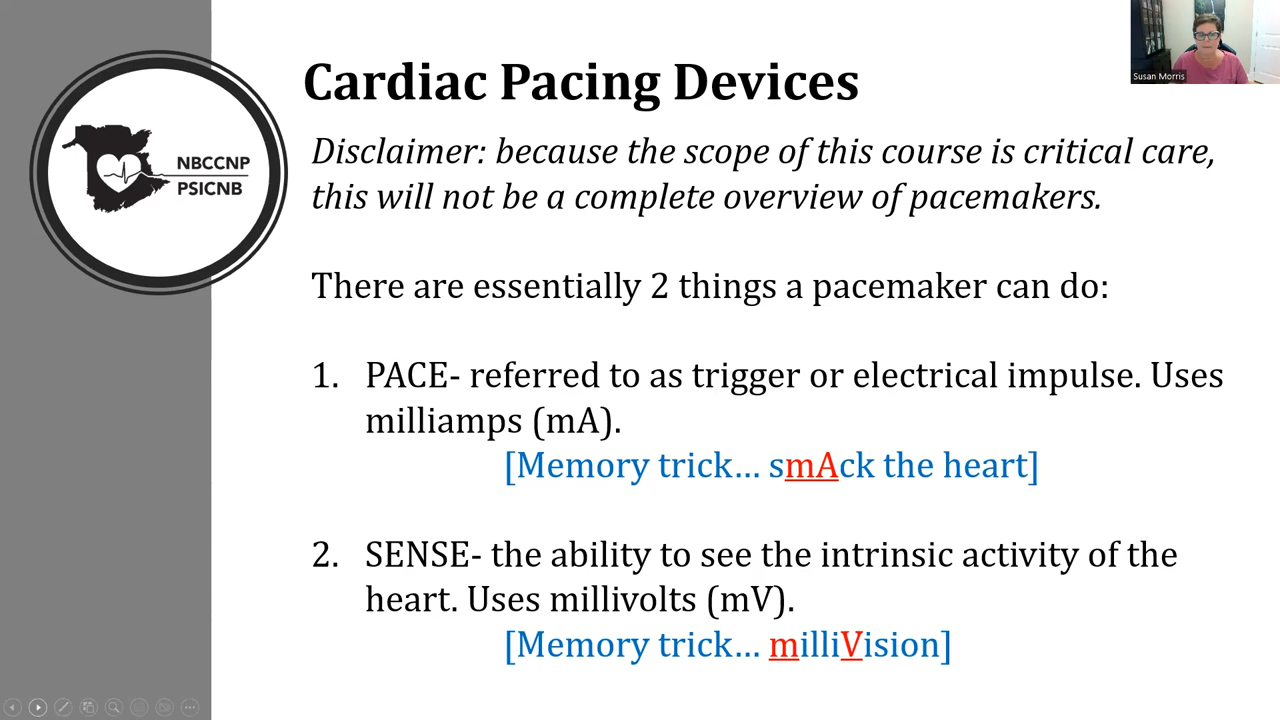 Cardiac Pacing Devices
Susan Morris
Disclaimer: because the scope of this course is critical care,
this will not be a complete overview of pacemakers.
NBCCNP
PSICNB
There are essentially 2 things a pacemaker can do:
1. PACE- referred to as trigger or electrical impulse. Uses
milliamps (mA).
[Memory trick... smAck the heart]
2. SENSE- the ability to see the intrinsic activity of the
heart. Uses millivolts (mV).
[Memory trick... milliVision]